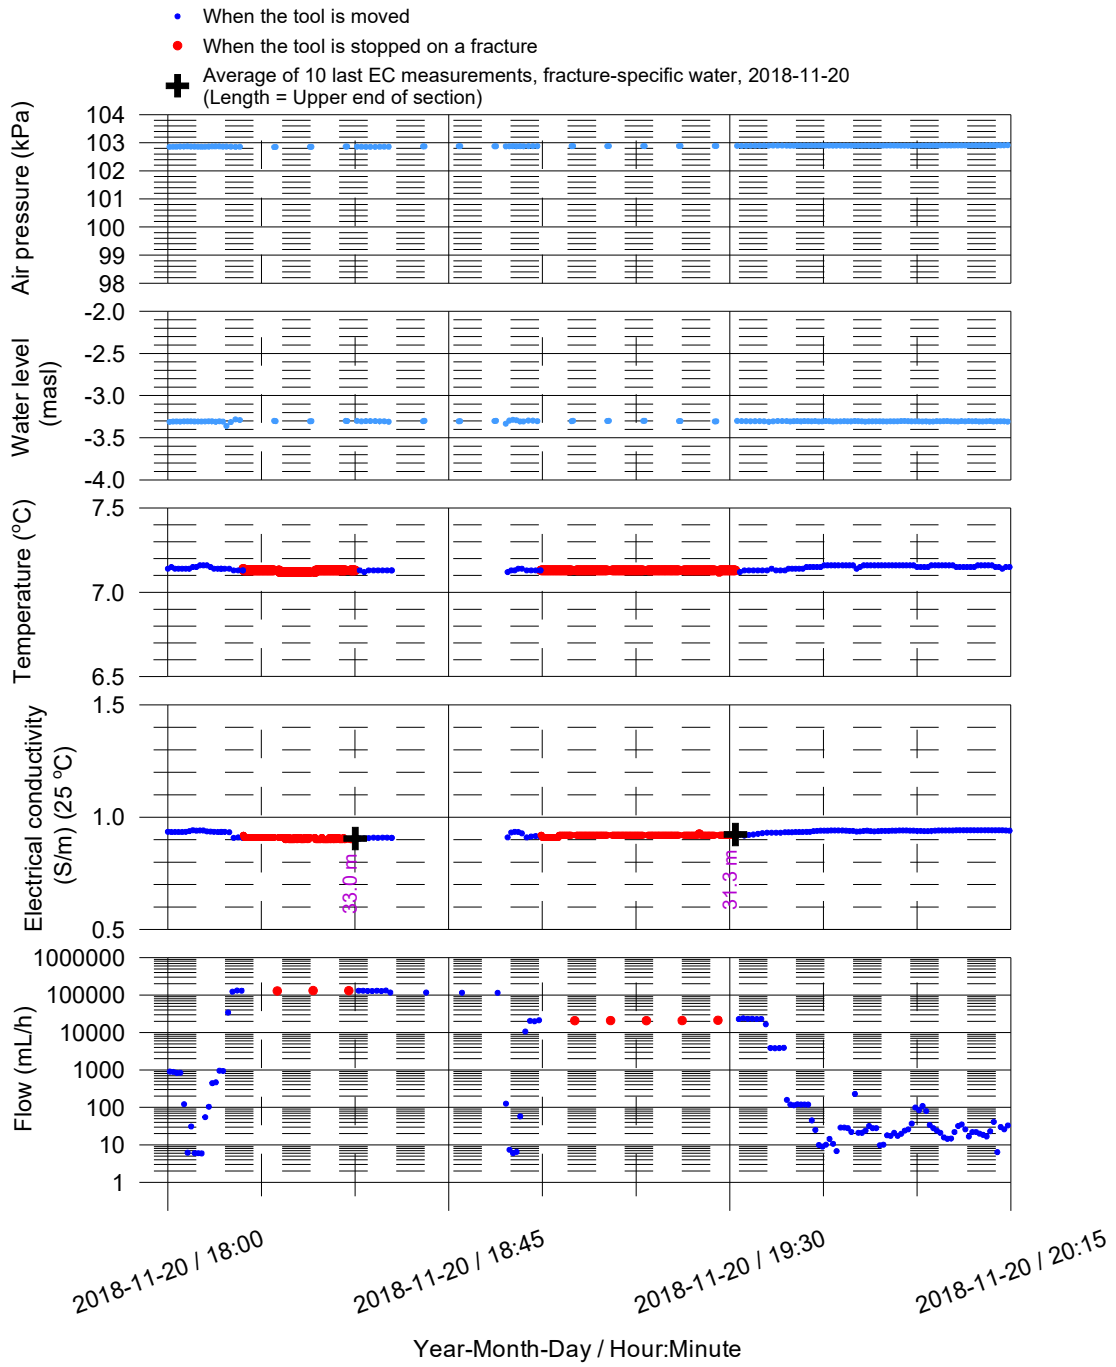 When the tool is moved
When the tool is stopped on a fracture
Average of 10 last EC measurements, fracture-specific water, 2018-11-20
(Length = Upper end of section)
Air pressure (kPa)
104
103
102
101
100
99
98
Water level
(masl)
-2.0
-2.5
-3.0
-3.5
-4.0
Temperature (°C)
7.5
7.0
6.5
Electrical conductivity
(S/m) (25 °C)
1.5
1.0
0.5
33.0 m
31.3 m
Flow (mL/h)
1000000
100000
10000
1000
100
10
1
2018-11-20 / 18:00
2018-11-20 / 18:45
2018-11-20 / 19:30
2018-11-20 / 20:15
Year-Month-Day / Hour:Minute